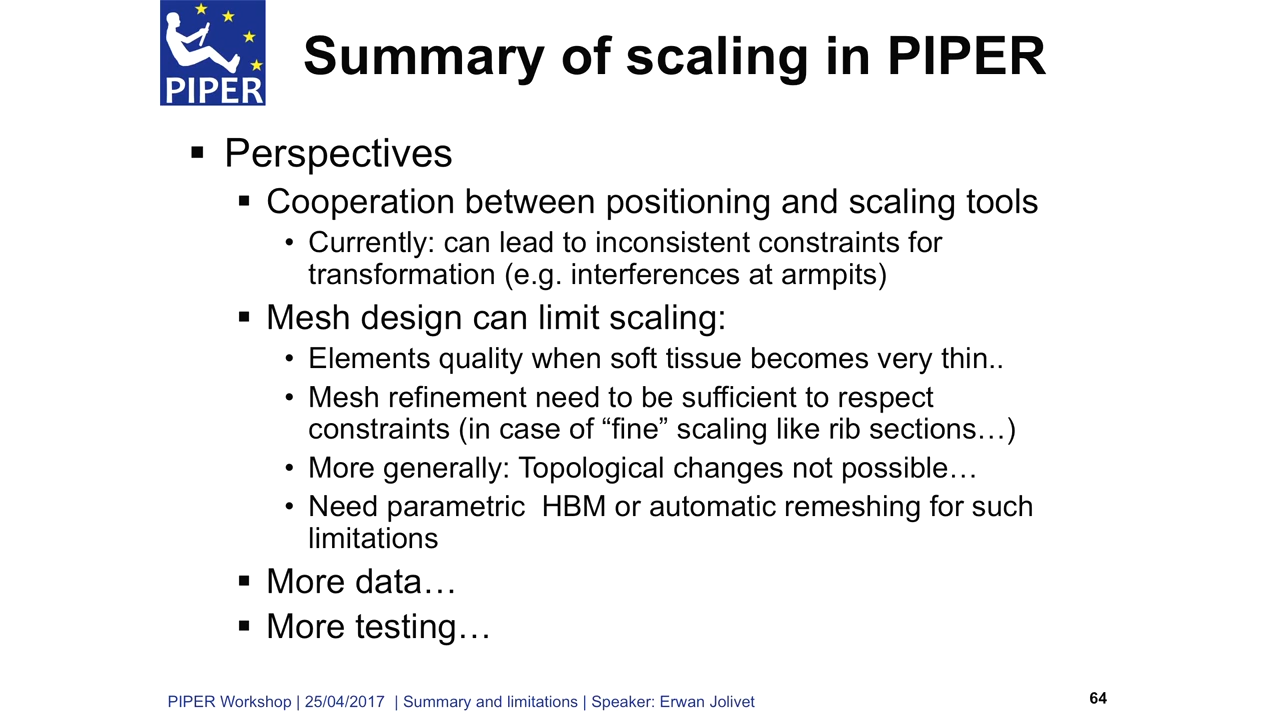 PIPER
Summary of scaling in PIPER
▪ Perspectives
▪ Cooperation between positioning and scaling tools
• Currently: can lead to inconsistent constraints for
transformation (e.g. interferences at armpits)
▪ Mesh design can limit scaling:
• Elements quality when soft tissue becomes very thin..
• Mesh refinement need to be sufficient to respect
constraints (in case of “fine” scaling like rib sections…)
• More generally: Topological changes not possible…
• Need parametric  HBM or automatic remeshing for such
limitations
▪ More data…
▪ More testing…
PIPER Workshop | 25/04/2017  | Summary and limitations | Speaker: Erwan Jolivet
64